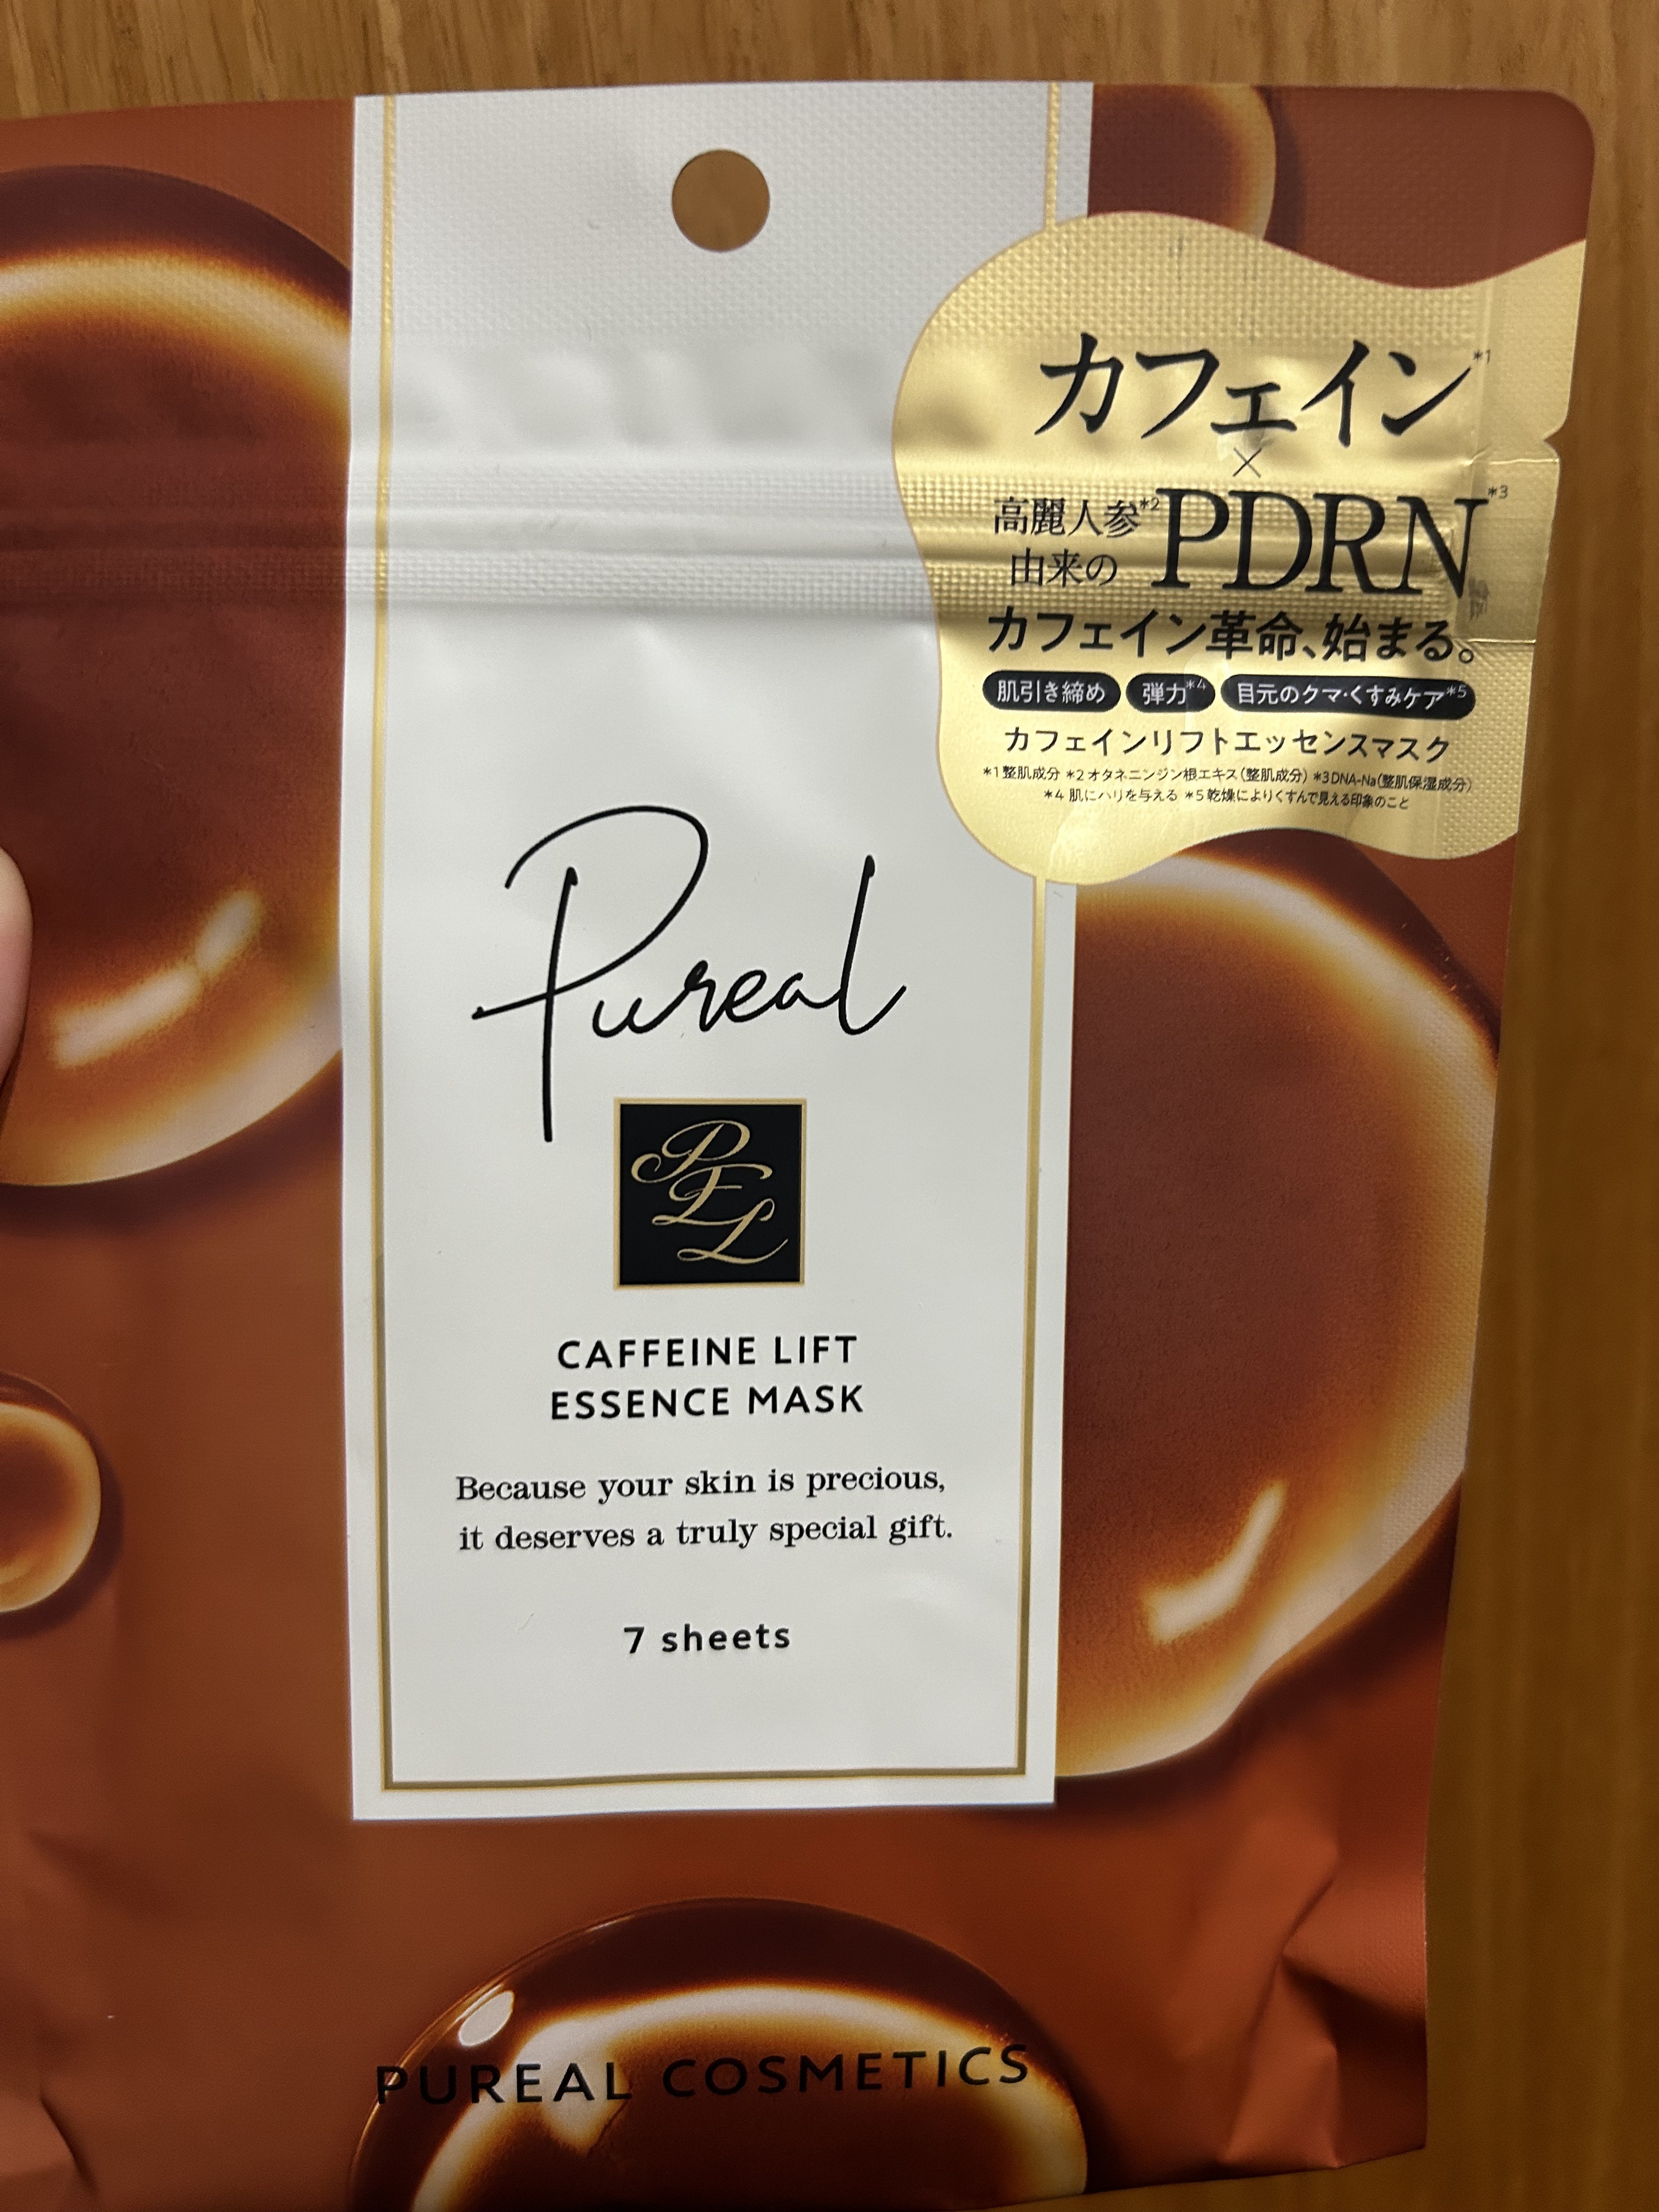 カフェイン*1
×
高麗人参*2
由来の
PDRN*3
カフェイン革命、始まる。
肌引き締め 弾力*4 目元のクマ・くすみケア*5
カフェインリフトエッセンスマスク
*1 整肌成分 *2 オタネニンジン根エキス(整肌成分) *3 DNA-Na(整肌保湿成分)
*4 肌にハリを与える *5 乾燥によりくすんで見える印象のこと
Pureal
PEL
CAFFEINE LIFT
ESSENCE MASK
Because your skin is precious,
it deserves a truly special gift.
7 sheets
PUREAL COSMETICS